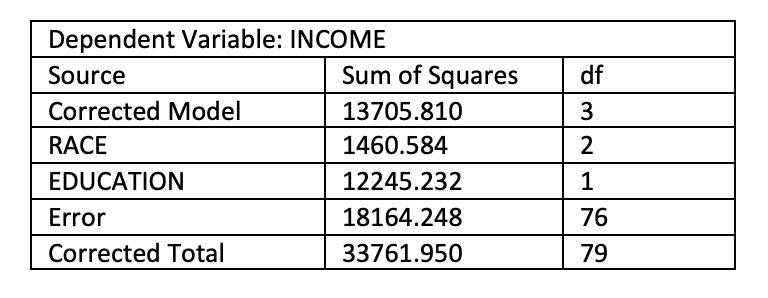 Dependent Variable: INCOME
Source Sum of Squares df
Corrected Model 13705.810 3
RACE 1460.584 2
EDUCATION 12245.232 1
Error 18164.248 76
Corrected Total 33761.950 79